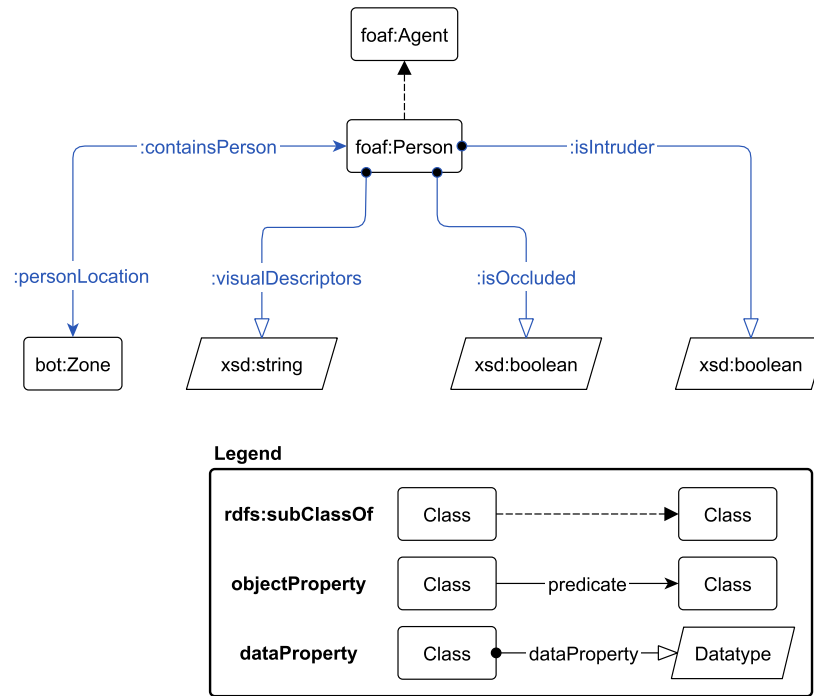 foaf:Agent
:containsPerson
foaf:Person
:isIntruder
:personLocation
:visualDescriptors
:isOccluded
bot:Zone
xsd:string
xsd:boolean
xsd:boolean
Legend
rdfs:subClassOf
Class
Class
objectProperty
Class
predicate
Class
dataProperty
Class
dataProperty
Datatype